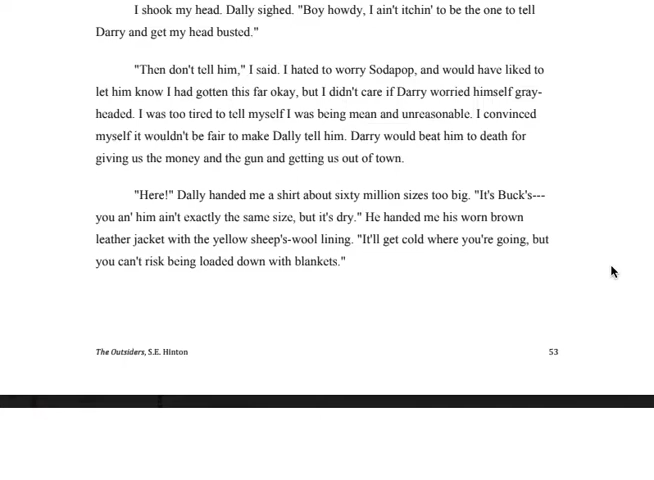 I shook my head. Dally sighed. "Boy howdy, I ain't itchin' to be the one to tell
Darry and get my head busted."
"Then don't tell him," I said. I hated to worry Sodapop, and would have liked to
let him know I had gotten this far okay, but I didn't care if Darry worried himself gray-
headed. I was too tired to tell myself I was being mean and unreasonable. I convinced
myself it wouldn't be fair to make Dally tell him. Darry would beat him to death for
giving us the money and the gun and getting us out of town.
"Here!" Dally handed me a shirt about sixty million sizes too big. "It's Buck's---
you an' him ain't exactly the same size, but it's dry." He handed me his worn brown
leather jacket with the yellow sheep's-wool lining. "It'll get cold where you're going, but
you can't risk being loaded down with blankets."
The Outsiders, S.E. Hinton 53